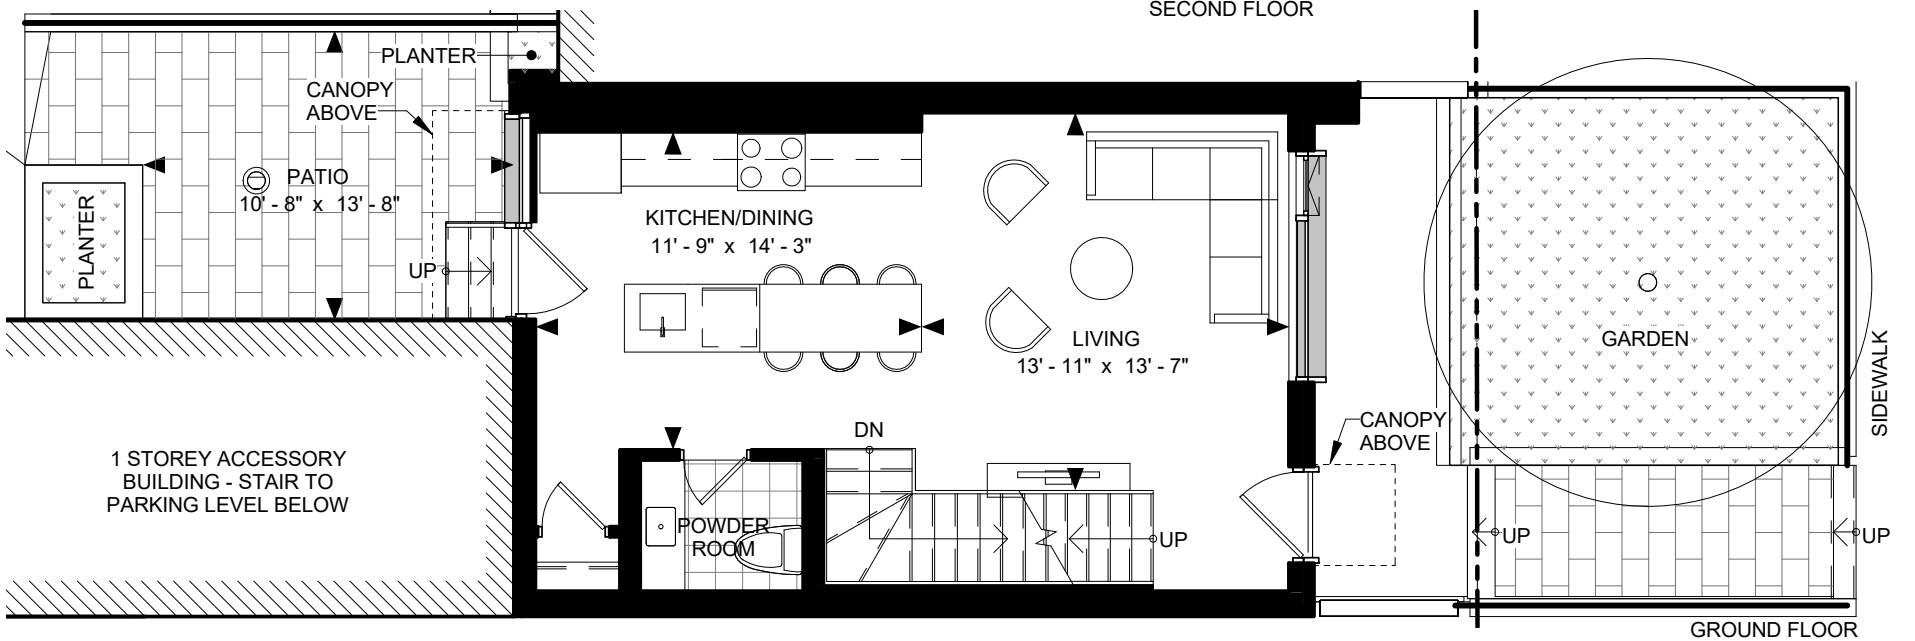 SECOND FLOOR
PLANTER
CANOPY
ABOVE
PATIO
10' - 8" x 13' - 8"
PLANTER
UP
KITCHEN/DINING
11' - 9" x 14' - 3"
LIVING
13' - 11" x 13' - 7"
GARDEN
SIDEWALK
CANOPY
ABOVE
DN
1 STOREY ACCESSORY
BUILDING - STAIR TO
PARKING LEVEL BELOW
POWDER
ROOM
UP
UP
UP
GROUND FLOOR